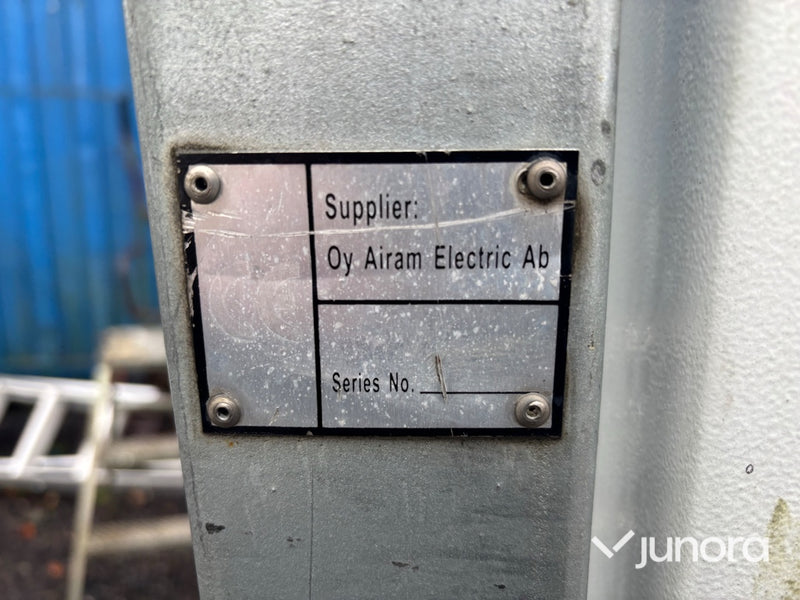 Supplier:
Oy Airam Electric Ab
Series No.
junora